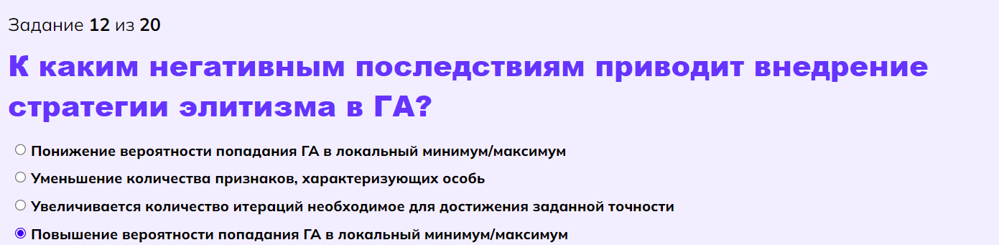 Задание 12 из 20
К каким негативным последствиям приводит внедрение
стратегии элитизма в ГА?
Понижение вероятности попадания ГА в локальный минимум/максимум
Уменьшение количества признаков, характеризующих особь
Увеличивается количество итераций необходимое для достижения заданной точности
Повышение вероятности попадания ГА в локальный минимум/максимум